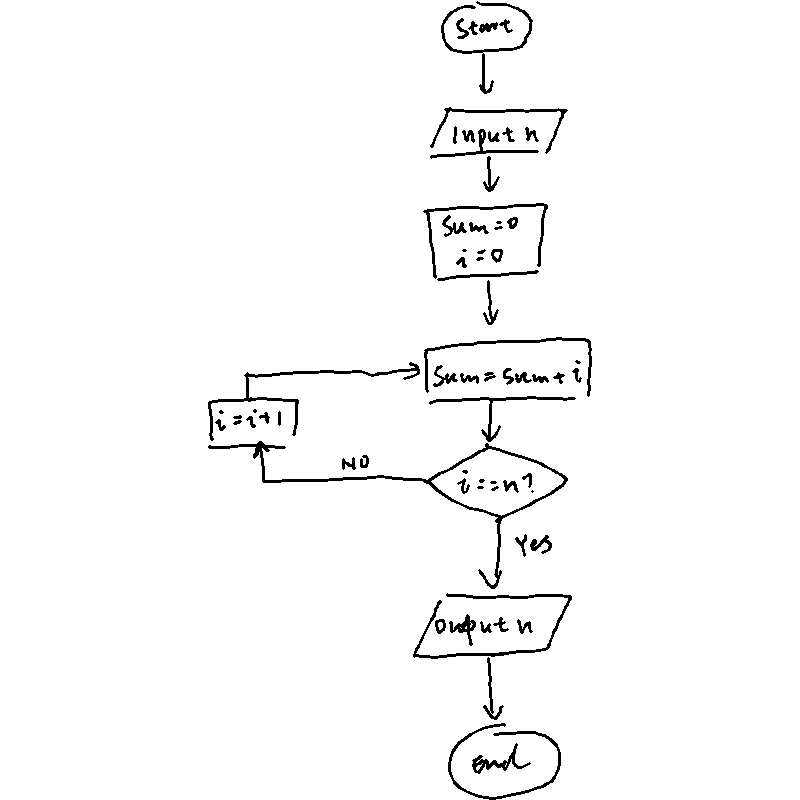 Start
Input n
Sum=0
i=0
Sum=sum+i
i=i+1
NO
i==n?
Yes
Output n
End